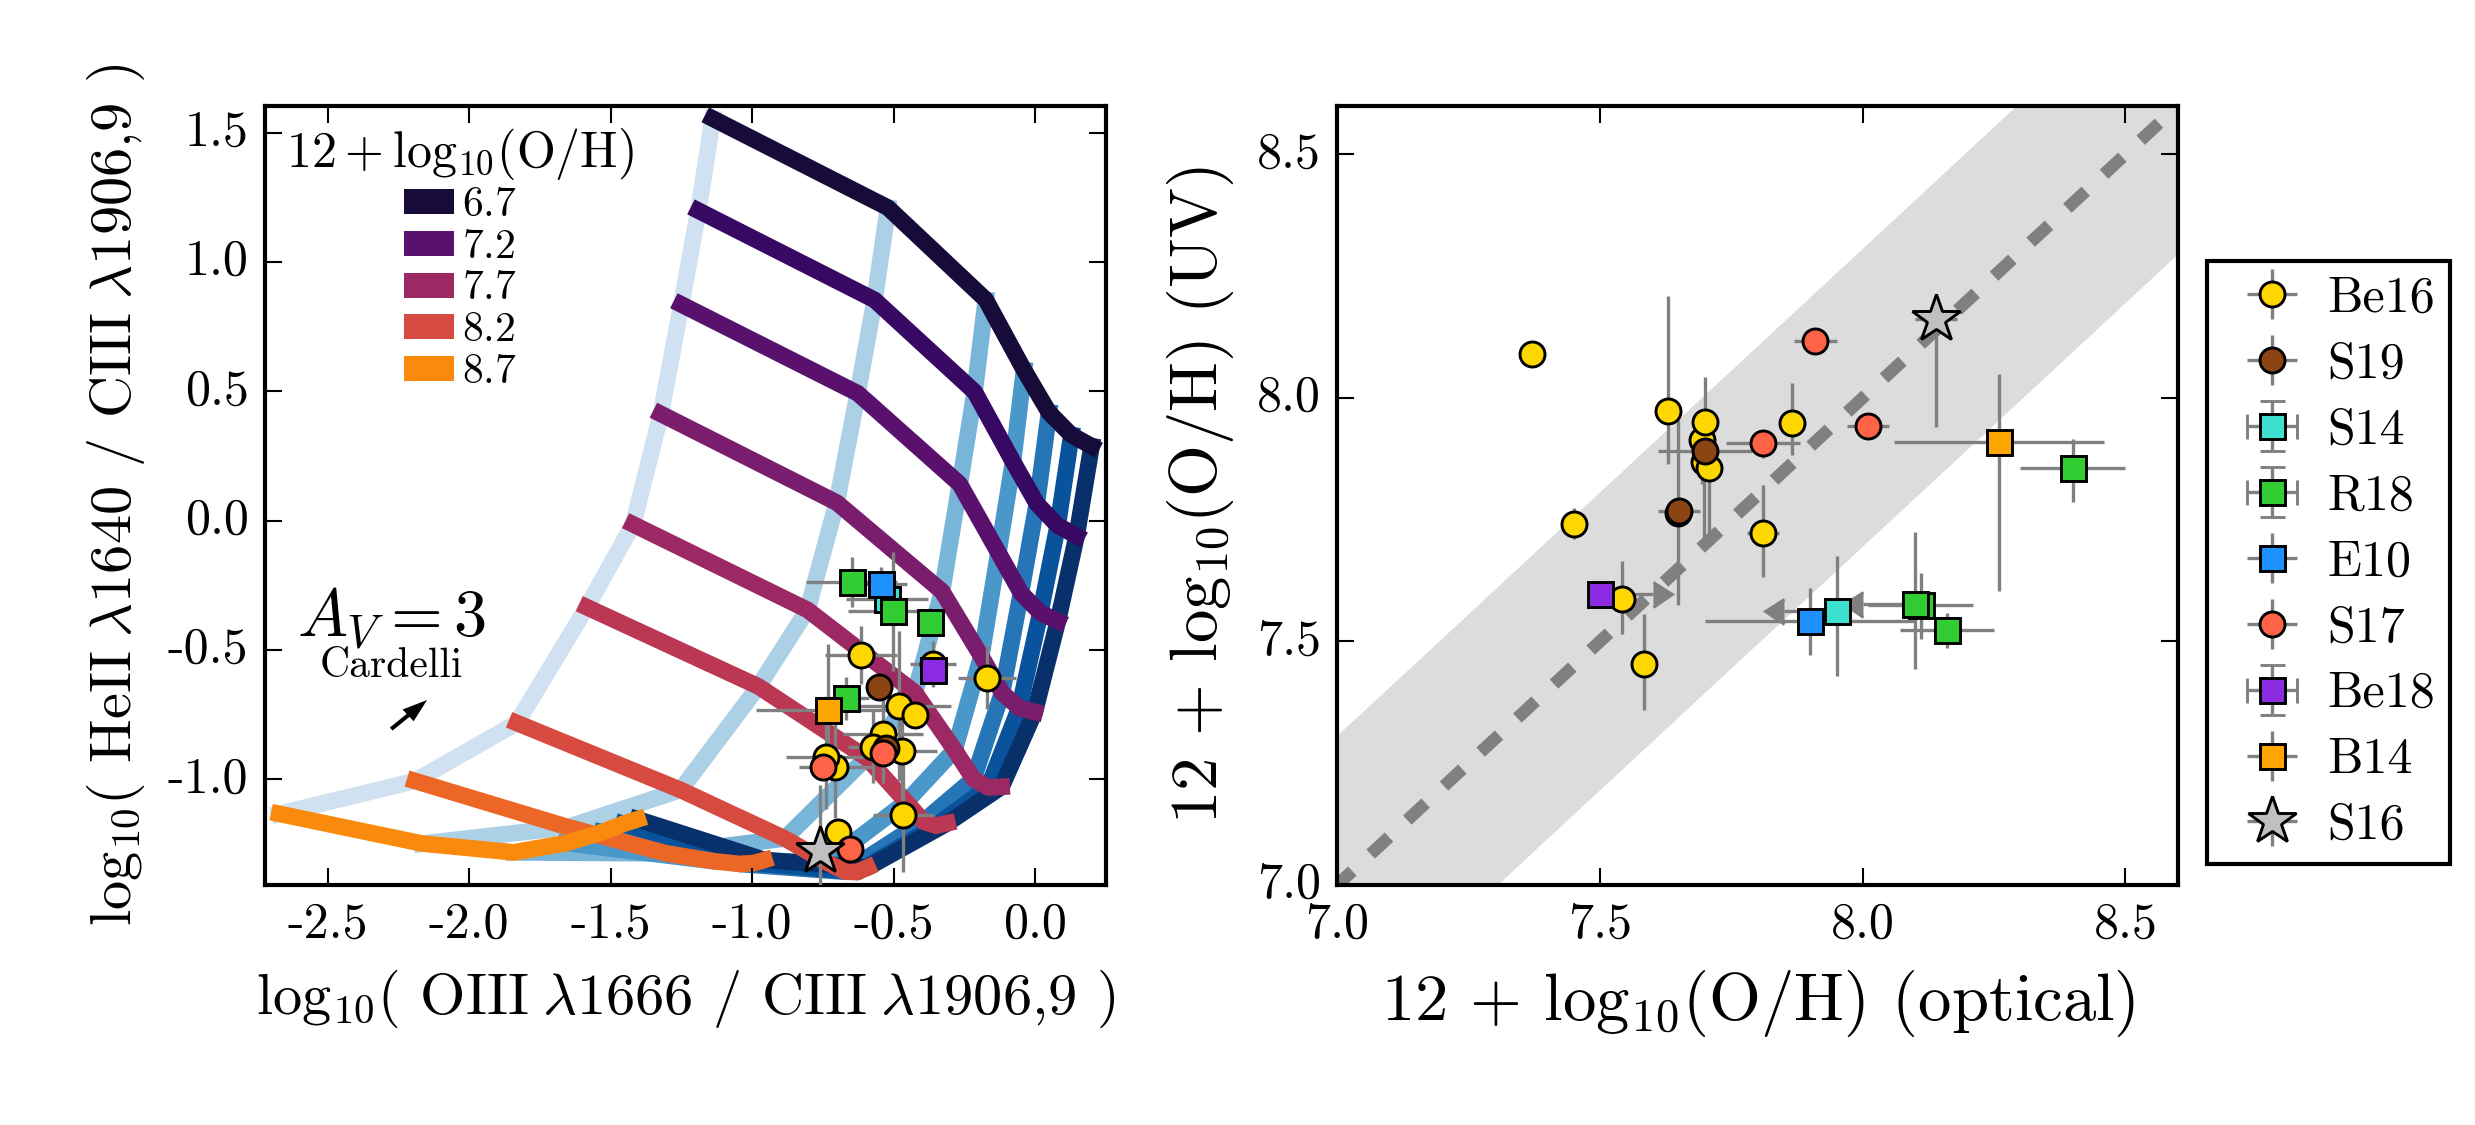 log₁₀( HeII λ1640 / CIII λ1906,9 )
1.5
1.0
0.5
0.0
-0.5
-1.0
12 + log₁₀(O/H)
6.7
7.2
7.7
8.2
8.7
A_V = 3
Cardelli
-2.5 -2.0 -1.5 -1.0 -0.5 0.0
log₁₀( OIII λ1666 / CIII λ1906,9 )
12 + log₁₀(O/H) (UV)
8.5
8.0
7.5
7.0
7.0 7.5 8.0 8.5
12 + log₁₀(O/H) (optical)
Be16
S19
S14
R18
E10
S17
Be18
B14
S16